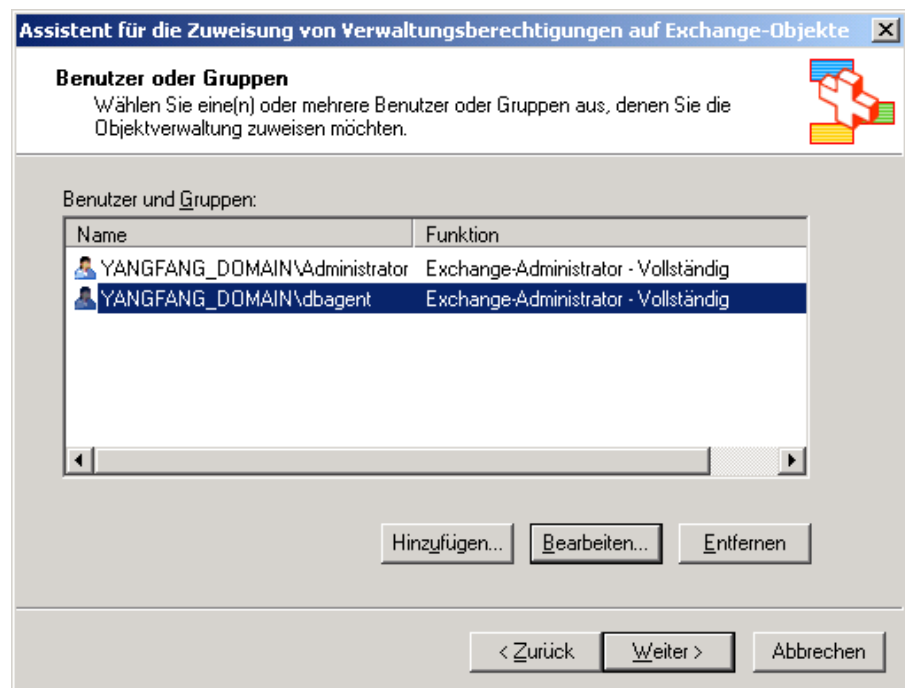 Assistent für die Zuweisung von Verwaltungsberechtigungen auf Exchange-Objekte
Benutzer oder Gruppen
Wählen Sie eine(n) oder mehrere Benutzer oder Gruppen aus, denen Sie die
Objektverwaltung zuweisen möchten.
Benutzer und Gruppen:
Name Funktion
YANGFANG_DOMAIN\Administrator Exchange-Administrator - Vollständig
YANGFANG_DOMAIN\dbagent Exchange-Administrator - Vollständig
Hinzufügen... Bearbeiten... Entfernen
< Zurück Weiter > Abbrechen